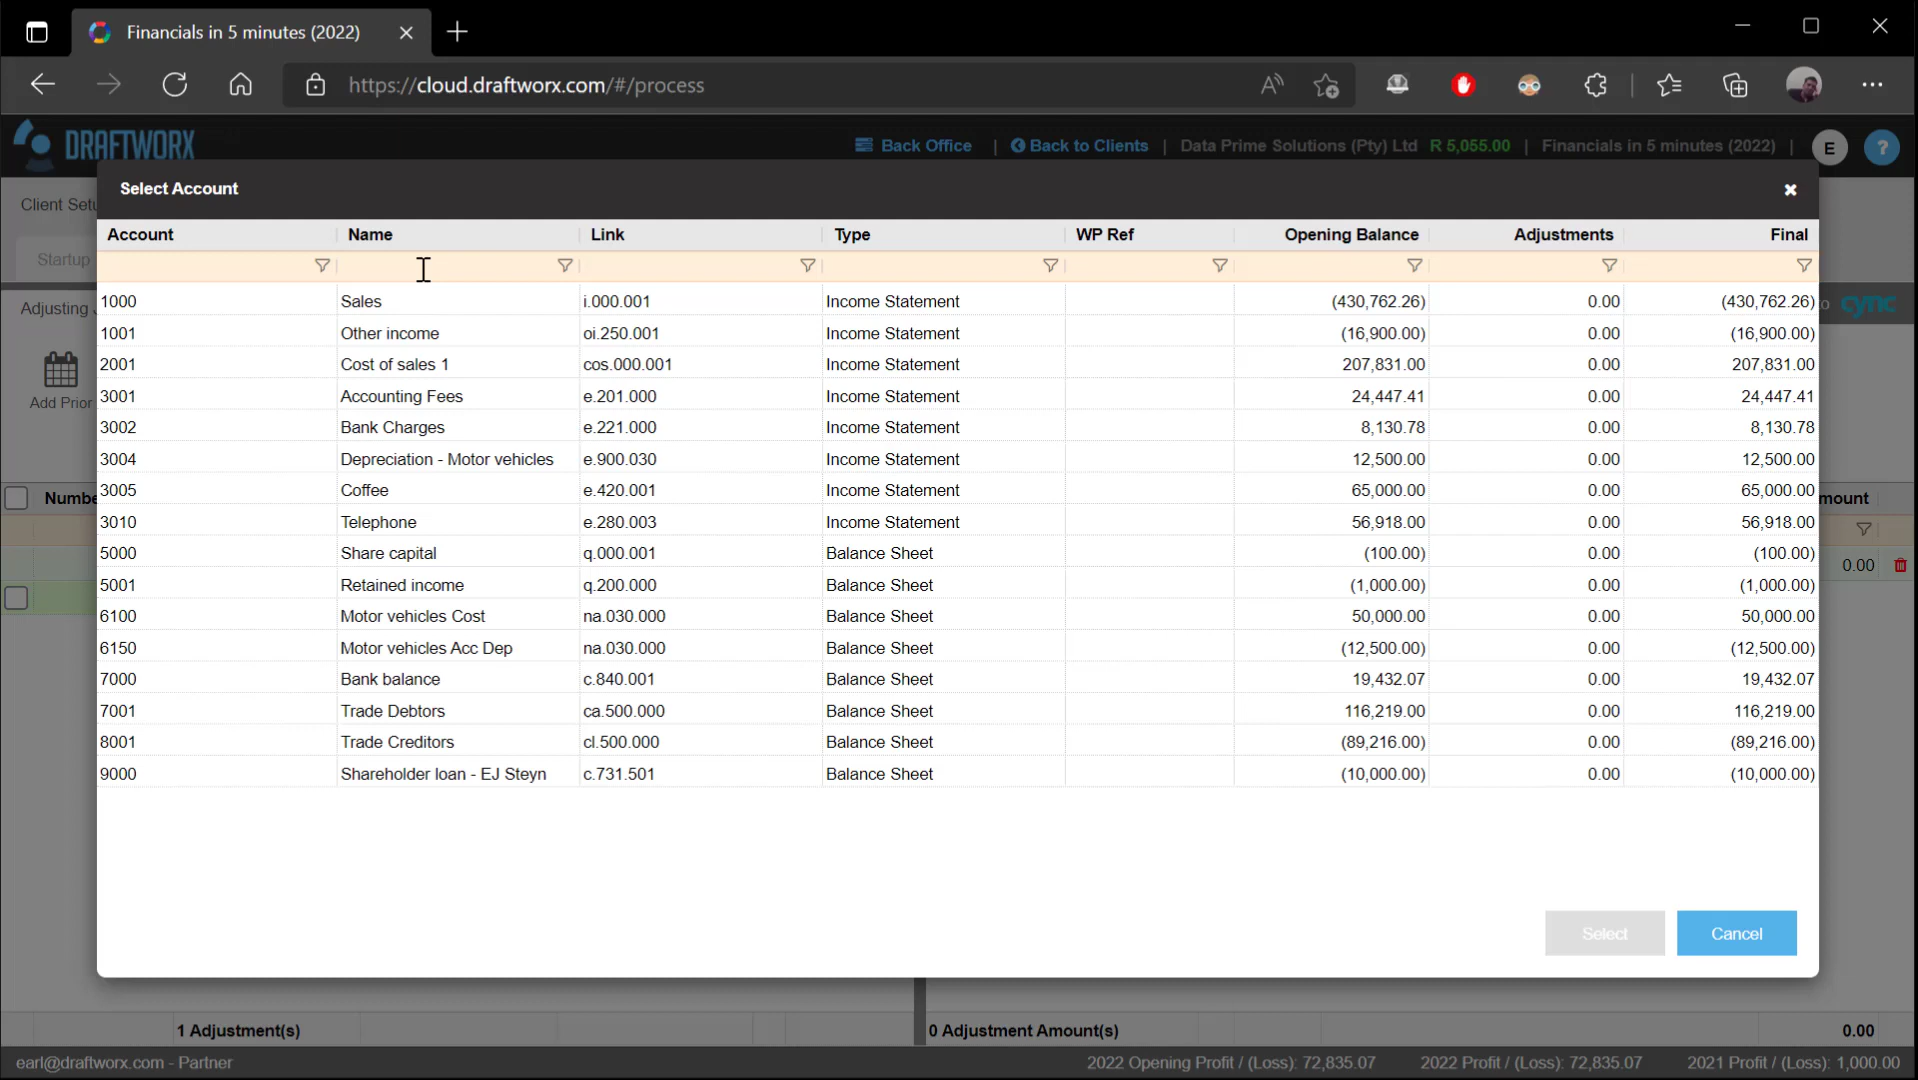 Financials in 5 minutes (2022)
https://cloud.draftworx.com/#/process
DRAFTWORX
Back Office | Back to Clients | Data Prime Solutions (Pty) Ltd R 5,055.00 | Financials in 5 minutes (2022) | E ?
Client Setu
Select Account
Startup
Account Name Link Type WP Ref Opening Balance Adjustments Final
1000 Sales i.000.001 Income Statement (430,762.26) 0.00 (430,762.26)
Adjusting J
to cync
1001 Other income oi.250.001 Income Statement (16,900.00) 0.00 (16,900.00)
2001 Cost of sales 1 cos.000.001 Income Statement 207,831.00 0.00 207,831.00
3001 Accounting Fees e.201.000 Income Statement 24,447.41 0.00 24,447.41
Add Prior
3002 Bank Charges e.221.000 Income Statement 8,130.78 0.00 8,130.78
3004 Depreciation - Motor vehicles e.900.030 Income Statement 12,500.00 0.00 12,500.00
3005 Coffee e.420.001 Income Statement 65,000.00 0.00 65,000.00
Numbe
mount
3010 Telephone e.280.003 Income Statement 56,918.00 0.00 56,918.00
5000 Share capital q.000.001 Balance Sheet (100.00) 0.00 (100.00)
0.00
5001 Retained income q.200.000 Balance Sheet (1,000.00) 0.00 (1,000.00)
6100 Motor vehicles Cost na.030.000 Balance Sheet 50,000.00 0.00 50,000.00
6150 Motor vehicles Acc Dep na.030.000 Balance Sheet (12,500.00) 0.00 (12,500.00)
7000 Bank balance c.840.001 Balance Sheet 19,432.07 0.00 19,432.07
7001 Trade Debtors ca.500.000 Balance Sheet 116,219.00 0.00 116,219.00
8001 Trade Creditors cl.500.000 Balance Sheet (89,216.00) 0.00 (89,216.00)
9000 Shareholder loan - EJ Steyn c.731.501 Balance Sheet (10,000.00) 0.00 (10,000.00)
Select Cancel
1 Adjustment(s) 0 Adjustment Amount(s) 0.00
earl@draftworx.com - Partner 2022 Opening Profit / (Loss): 72,835.07 2022 Profit / (Loss): 72,835.07 2021 Profit / (Loss): 1,000.00